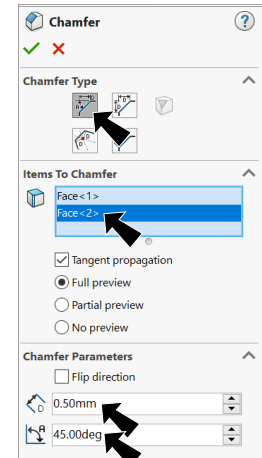 Chamfer
Chamfer Type
Items To Chamfer
Face<1>
Face<2>
Tangent propagation
Full preview
Partial preview
No preview
Chamfer Parameters
Flip direction
0.50mm
45.00deg